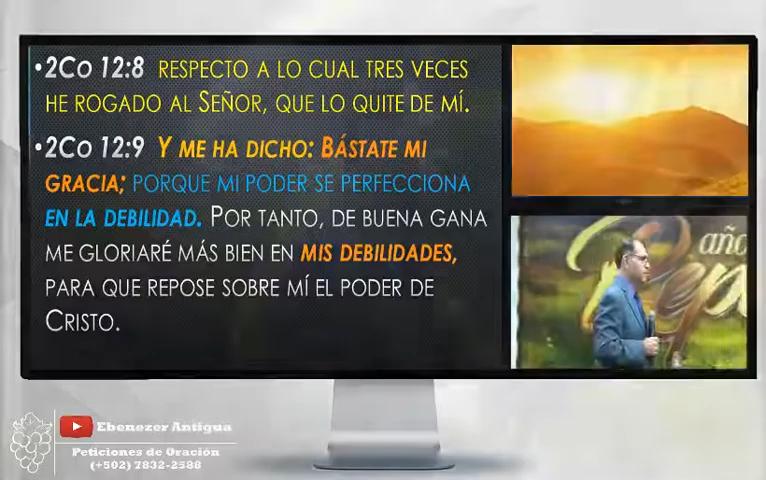 •2Co 12:8 RESPECTO A LO CUAL TRES VECES
HE ROGADO AL SEÑOR, QUE LO QUITE DE MÍ.
•2Co 12:9 Y ME HA DICHO: BÁSTATE MI
GRACIA; PORQUE MI PODER SE PERFECCIONA
EN LA DEBILIDAD. POR TANTO, DE BUENA GANA
ME GLORIARÉ MÁS BIEN EN MIS DEBILIDADES,
PARA QUE REPOSE SOBRE MÍ EL PODER DE
CRISTO.
año
Ebenezer Antigua
Peticiones de Oración
(+502) 7832-2588